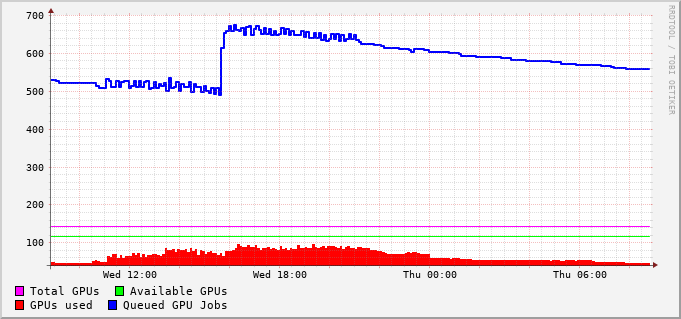 700
600
500
400
300
200
100
Wed 12:00 Wed 18:00 Thu 00:00 Thu 06:00
Total GPUs Available GPUs
GPUs used Queued GPU Jobs
RRDTOOL / TOBI OETIKER